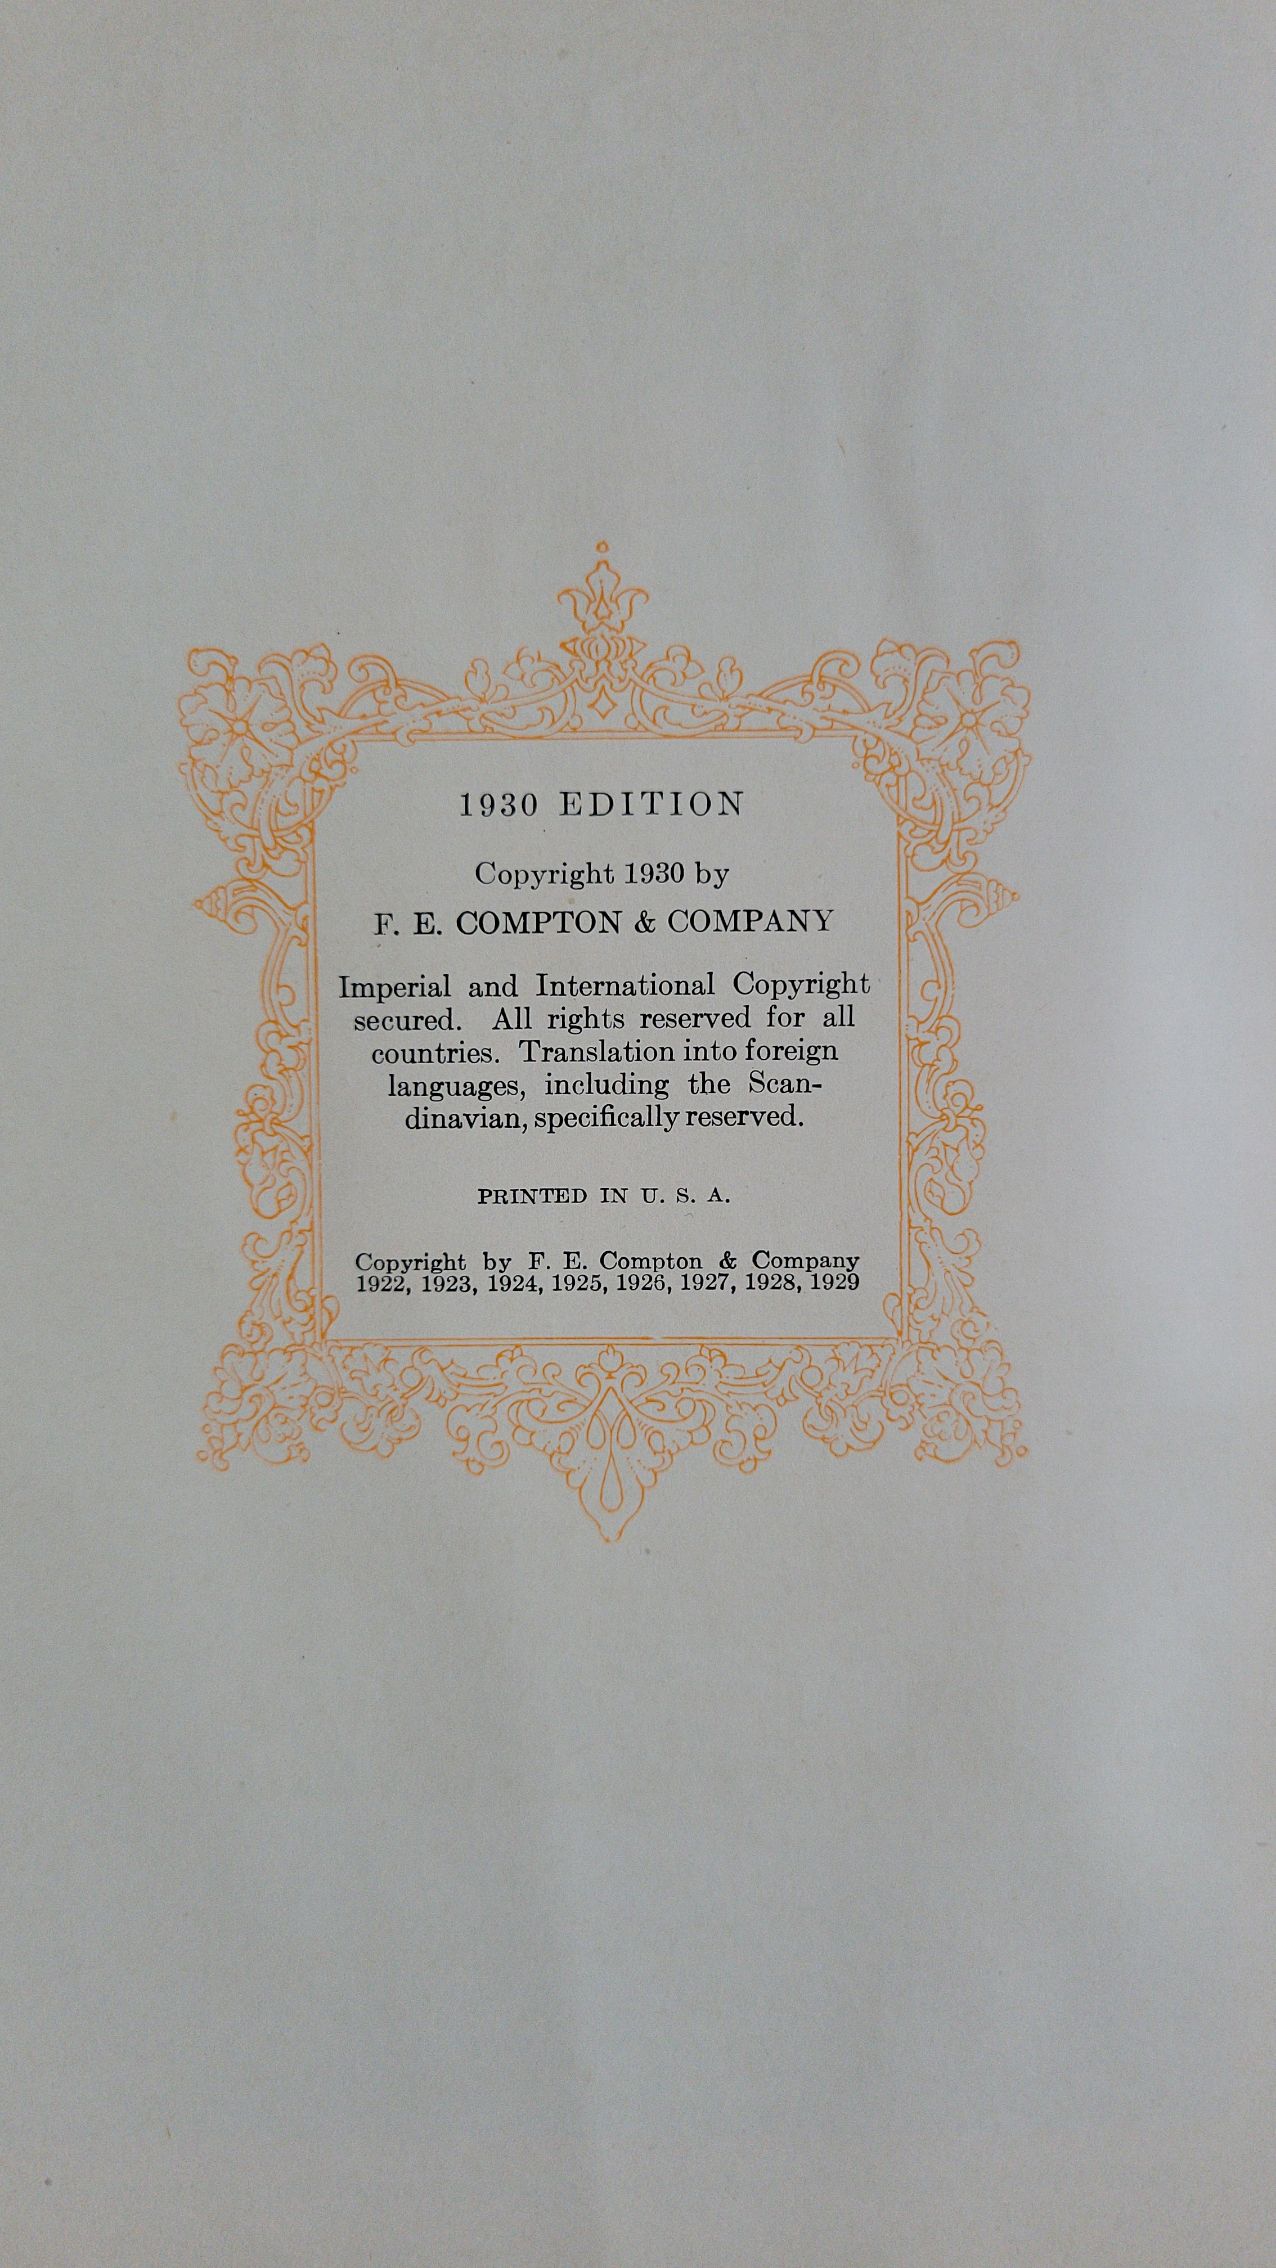 1930 EDITION
Copyright 1930 by
F. E. COMPTON & COMPANY
Imperial and International Copyright
secured. All rights reserved for all
countries. Translation into foreign
languages, including the Scan-
dinavian, specifically reserved.
PRINTED IN U. S. A.
Copyright by F. E. Compton & Company
1922, 1923, 1924, 1925, 1926, 1927, 1928, 1929